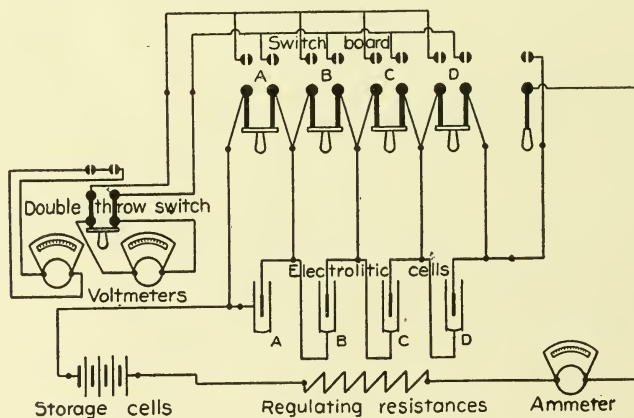 Switch board
A B C D
Double throw switch
Voltmeters
Electrolitic cells
A B C D
Storage cells
Regulating resistances
Ammeter